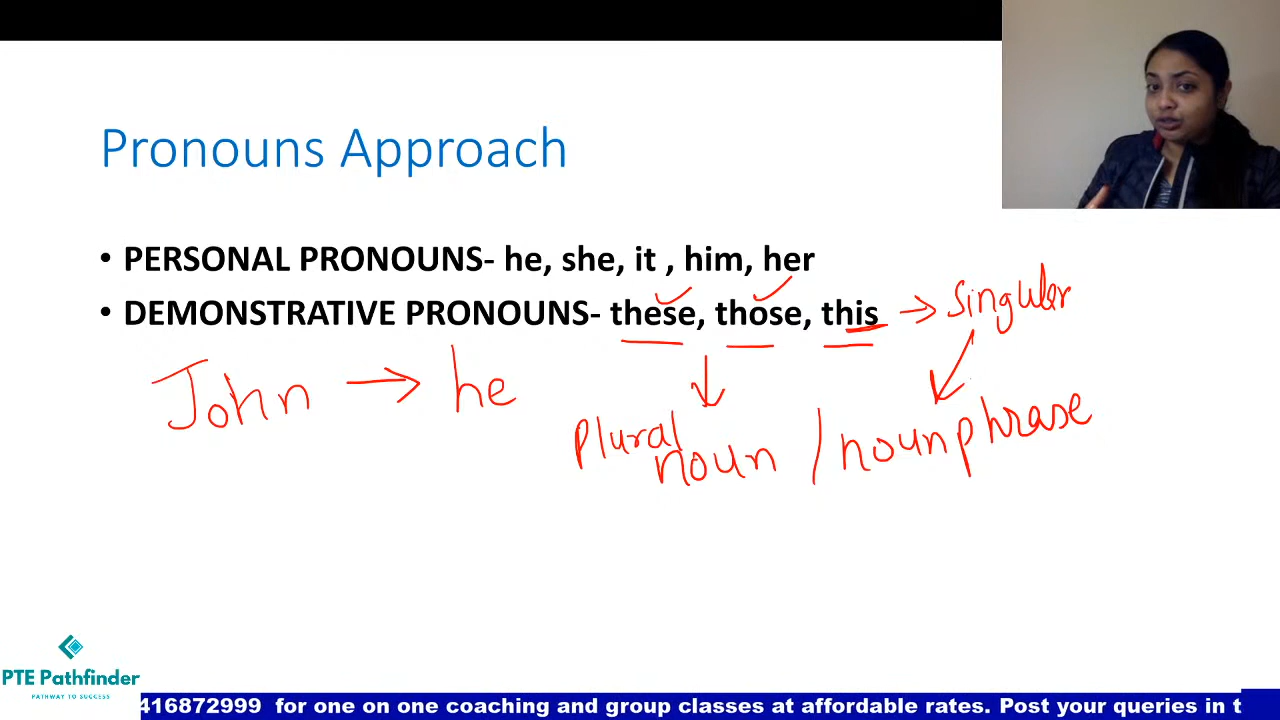 Pronouns Approach
• PERSONAL PRONOUNS- he, she, it , him, her
• DEMONSTRATIVE PRONOUNS- these, those, this → singular
John → he
Plural noun / noun phrase
PTE Pathfinder
PATHWAY TO SUCCESS
416872999 for one on one coaching and group classes at affordable rates. Post your queries in t